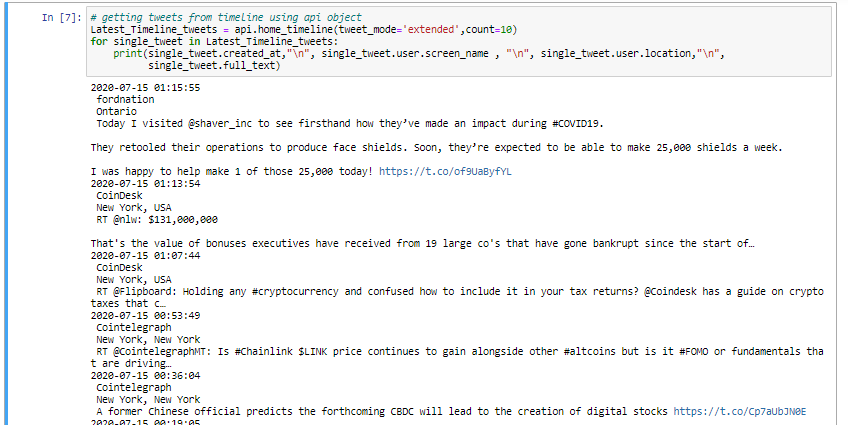 In [7]: # getting tweets from timeline using api object
Latest_Timeline_tweets = api.home_timeline(tweet_mode='extended',count=10)
for single_tweet in Latest_Timeline_tweets:
    print(single_tweet.created_at,"\n", single_tweet.user.screen_name , "\n", single_tweet.user.location,"\n",
         single_tweet.full_text)
2020-07-15 01:15:55
fordnation
Ontario
Today I visited @shaver_inc to see firsthand how they’ve made an impact during #COVID19.
They retooled their operations to produce face shields. Soon, they’re expected to be able to make 25,000 shields a week.
I was happy to help make 1 of those 25,000 today! https://t.co/of9UaByfYL
2020-07-15 01:13:54
CoinDesk
New York, USA
RT @nlw: $131,000,000
That's the value of bonuses executives have received from 19 large co's that have gone bankrupt since the start of…
2020-07-15 01:07:44
CoinDesk
New York, USA
RT @Flipboard: Holding any #cryptocurrency and confused how to include it in your tax returns? @Coindesk has a guide on crypto
taxes that c…
2020-07-15 00:53:49
Cointelegraph
New York, New York
RT @CointelegraphMT: Is #Chainlink $LINK price continues to gain alongside other #altcoins but is it #FOMO or fundamentals tha
t are driving…
2020-07-15 00:36:04
Cointelegraph
New York, New York
A former Chinese official predicts the forthcoming CBDC will lead to the creation of digital stocks https://t.co/Cp7aUbJN0E
2020-07-15 00:19:05